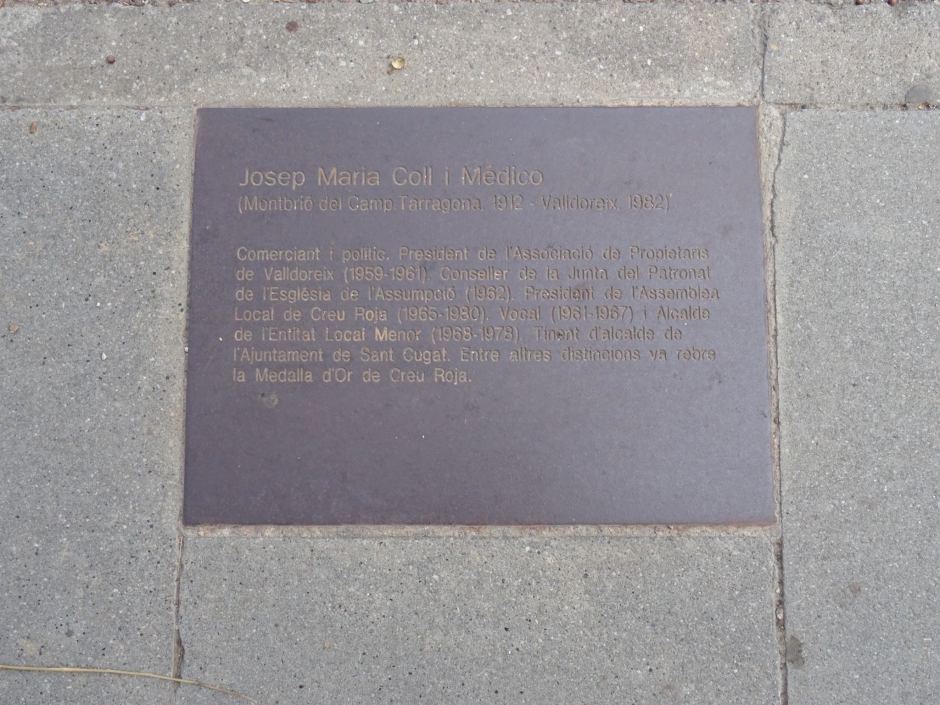 Josep Maria Coll i Médico
(Montbrió del Camp, Tarragona, 1912 - Valldoreix, 1982)
Comerciant i polític. President de l'Associació de Propietaris
de Valldoreix (1959-1961). Conseller de la Junta del Patronat
de l'Església de l'Assumpció (1962). President de l'Assemblea
Local de Creu Roja (1965-1980). Vocal (1961-1967) i Alcalde
de l'Entitat Local Menor (1968-1978). Tinent d'alcalde de
l'Ajuntament de Sant Cugat. Entre altres distincions va rebre
la Medalla d'Or de Creu Roja.